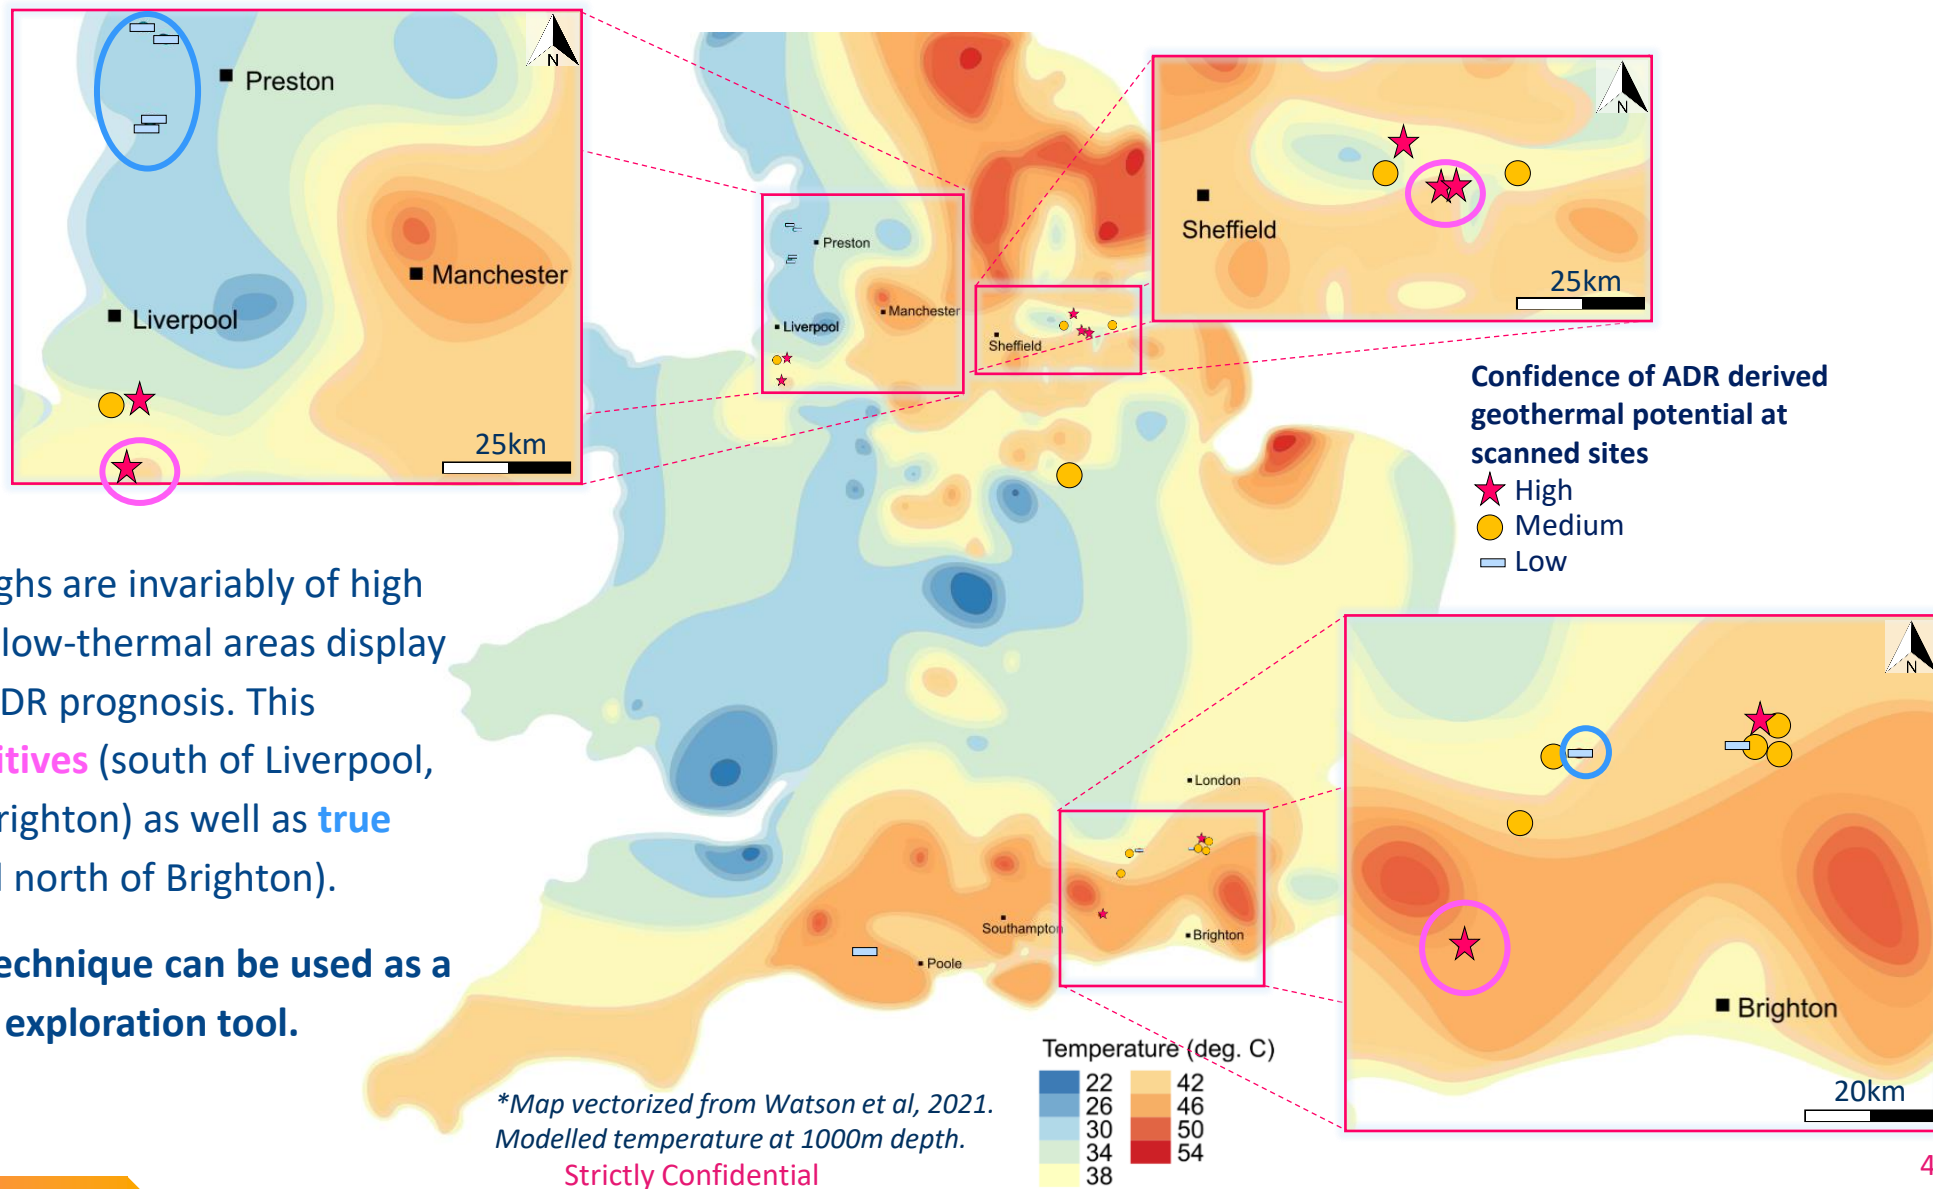 Preston
Manchester
Liverpool
25km
N
Preston
Manchester
Liverpool
Sheffield
N
Sheffield
25km
Confidence of ADR derived
geothermal potential at
scanned sites
High
Medium
Low
ghs are invariably of high
low-thermal areas display
DR prognosis. This
itives (south of Liverpool,
righton) as well as true
l north of Brighton).
echnique can be used as a
exploration tool.
London
Southampton
Brighton
Poole
N
Brighton
20km
Temperature (deg. C)
22
26
30
34
38
42
46
50
54
*Map vectorized from Watson et al, 2021.
Modelled temperature at 1000m depth.
Strictly Confidential
4